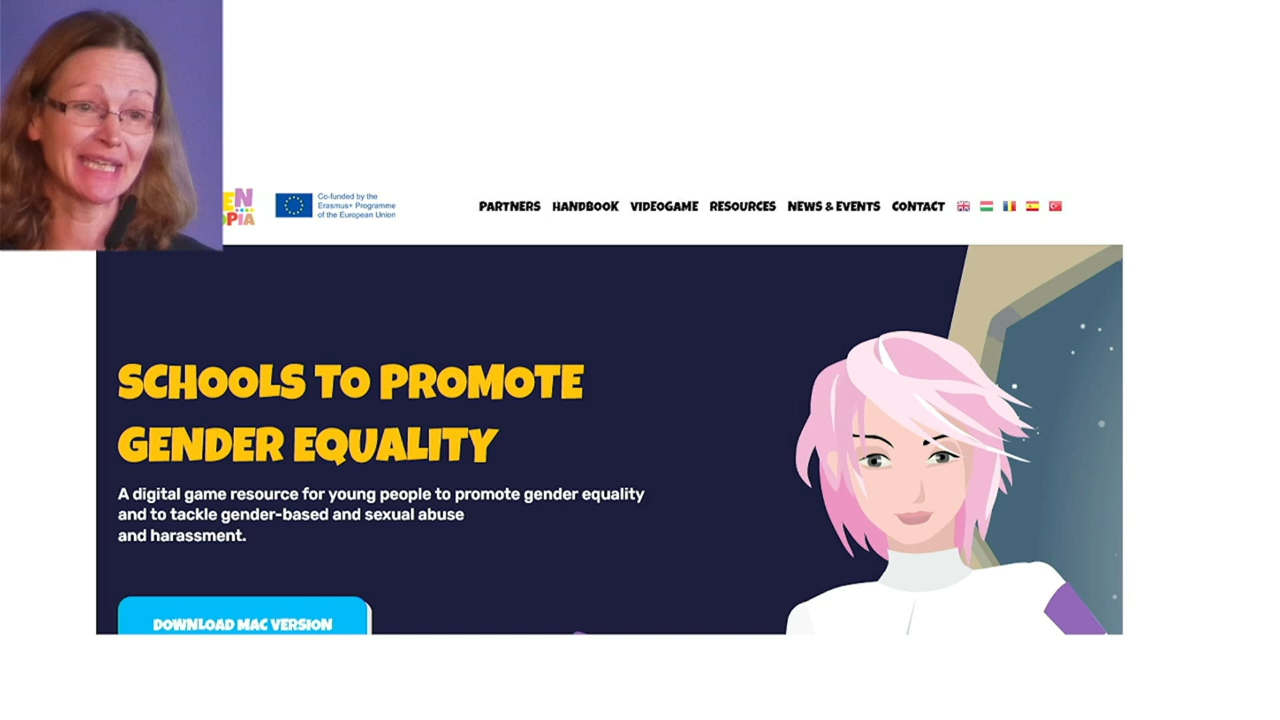 EN
OPIA
Co-funded by the
Erasmus+ Programme
of the European Union
PARTNERS HANDBOOK VIDEOGAME RESOURCES NEWS & EVENTS CONTACT
SCHOOLS TO PROMOTE
GENDER EQUALITY
A digital game resource for young people to promote gender equality
and to tackle gender-based and sexual abuse
and harassment.
DOWNLOAD MAC VERSION